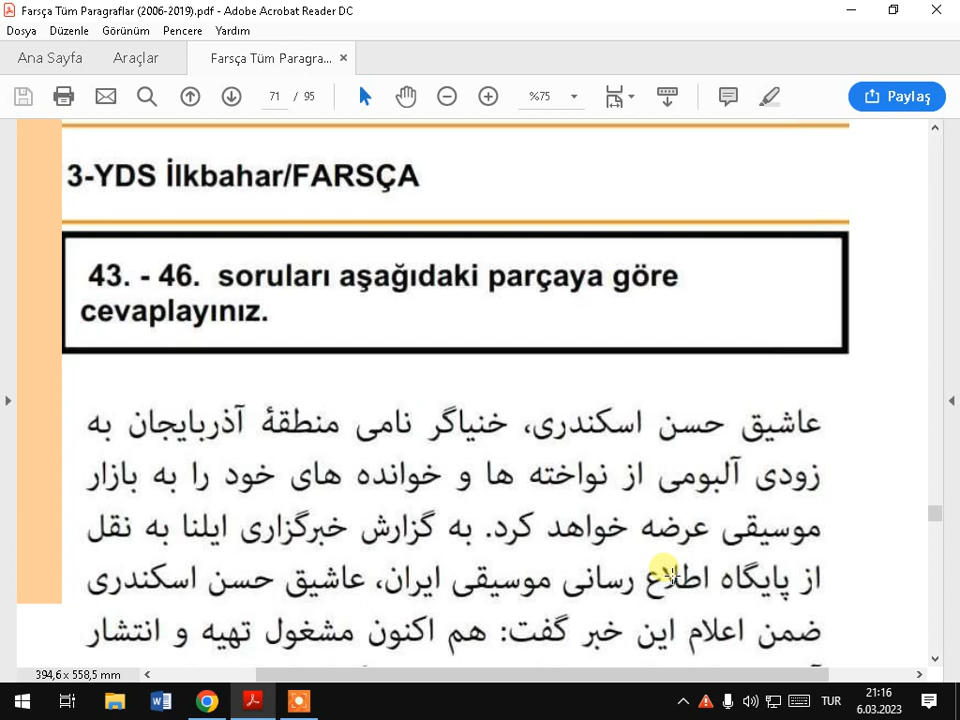 Farsça Tüm Paragraflar (2006-2019).pdf - Adobe Acrobat Reader DC
Dosya Düzenle Görünüm Pencere Yardım
Ana Sayfa Araçlar Farsça Tüm Paragra... ×
71 / 95 %75 Paylaş
3-YDS İlkbahar/FARSÇA
43. - 46. soruları aşağıdaki parçaya göre
cevaplayınız.
عاشیق حسن اسکندری، خنیاگر نامی منطقهٔ آذربایجان به
زودی آلبومی از نواخته ها و خوانده های خود را به بازار
موسیقی عرضه خواهد کرد. به گزارش خبرگزاری ایلنا به نقل
از پایگاه اطلاع رسانی موسیقی ایران، عاشیق حسن اسکندری
ضمن اعلام این خبر گفت: هم اکنون مشغول تهیه و انتشار
394,6 x 558,5 mm
TUR
21:16
6.03.2023